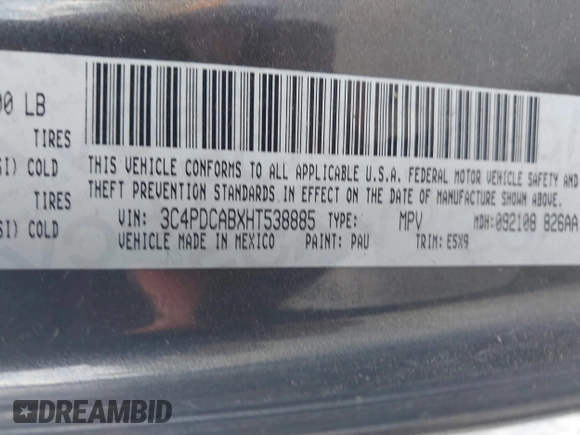 00 LB
TIRES
SI) COLD
TIRES
SI) COLD
THIS VEHICLE CONFORMS TO ALL APPLICABLE U.S.A. FEDERAL MOTOR VEHICLE SAFETY AND
THEFT PREVENTION STANDARDS IN EFFECT ON THE DATE OF MANUFACTURE SHOWN ABOVE.
VIN: 3C4PDCABXHT538885 TYPE: MPV MDH:092108 826AA
VEHICLE MADE IN MEXICO PAINT: PAU TRIM: E5X9
DREAMBID